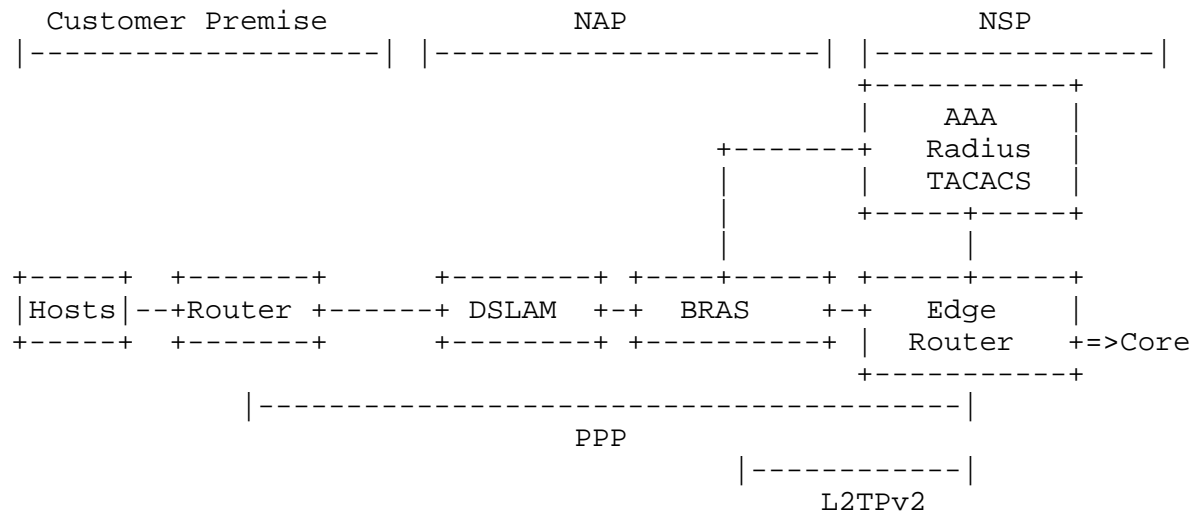 Customer Premise NAP NSP
AAA
Radius
TACACS
Hosts Router DSLAM BRAS Edge
Router =>Core
PPP
L2TPv2